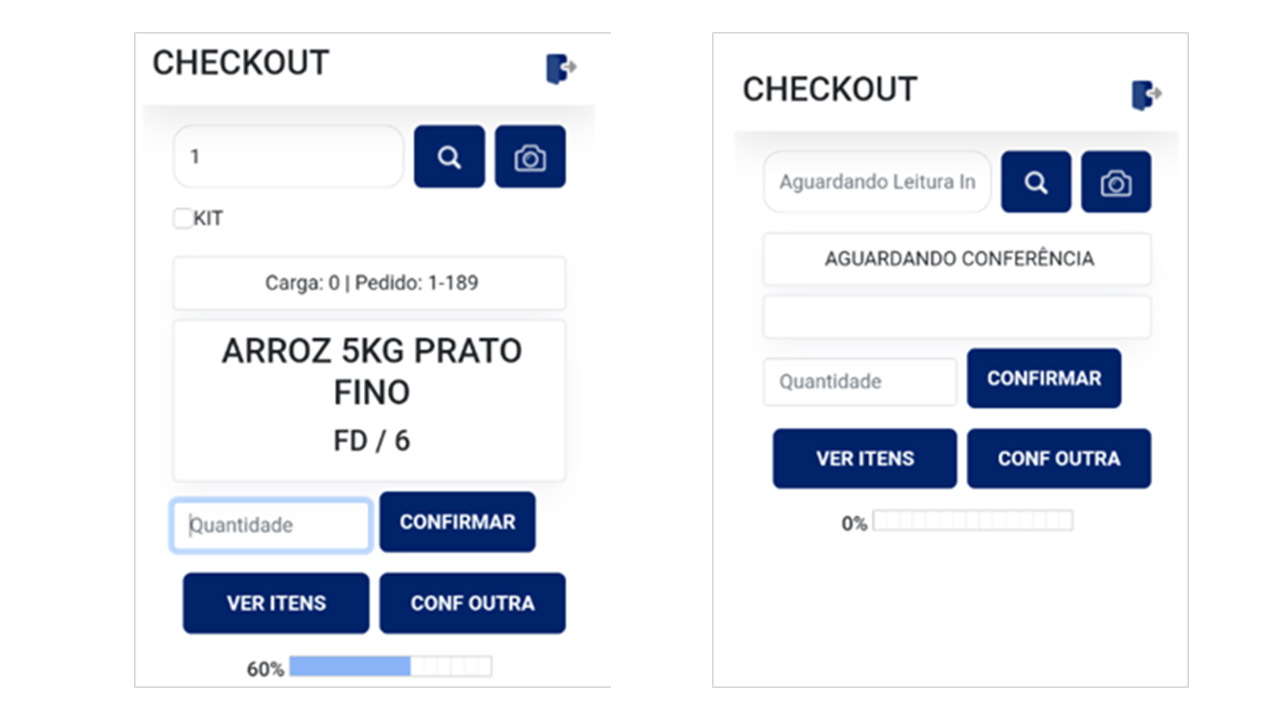 CHECKOUT
1
KIT
Carga: 0 | Pedido: 1-189
ARROZ 5KG PRATO
FINO
FD / 6
Quantidade
CONFIRMAR
VER ITENS
CONF OUTRA
60%
CHECKOUT
Aguardando Leitura In
AGUARDANDO CONFERÊNCIA
Quantidade
CONFIRMAR
VER ITENS
CONF OUTRA
0%